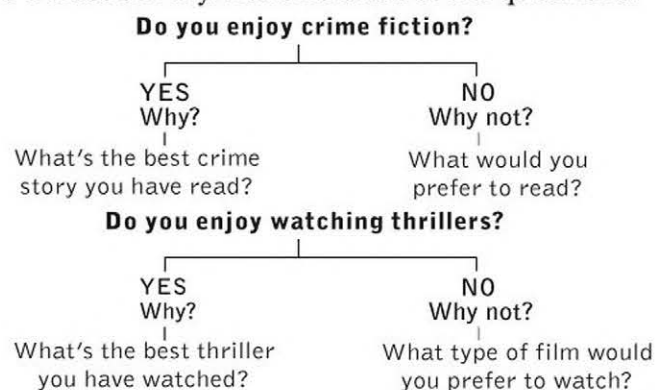 Do you enjoy crime fiction?
YES NO
Why? Why not?
What's the best crime What would you
story you have read? prefer to read?
Do you enjoy watching thrillers?
YES NO
Why? Why not?
What's the best thriller What type of film would
you have watched? you prefer to watch?